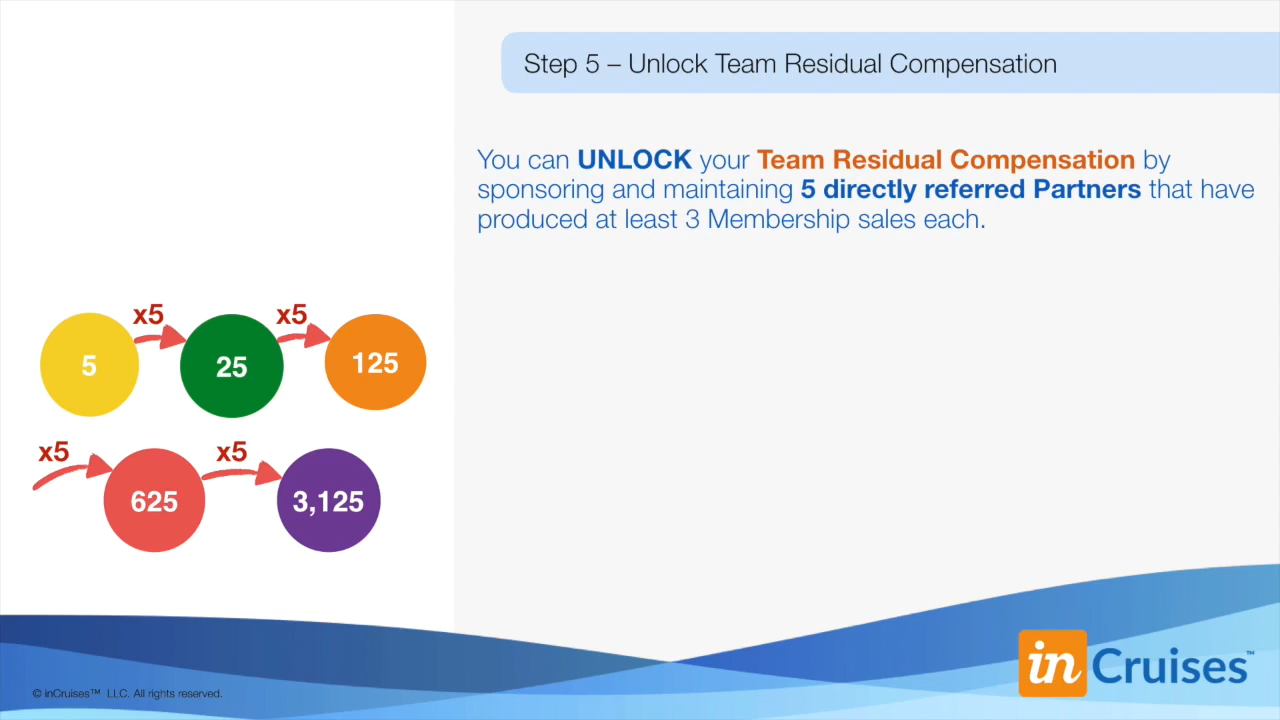 Step 5 – Unlock Team Residual Compensation
You can UNLOCK your Team Residual Compensation by
sponsoring and maintaining 5 directly referred Partners that have
produced at least 3 Membership sales each.
x5 x5
5 25 125
x5 x5
625 3,125
© inCruises™ LLC. All rights reserved.
in Cruises™